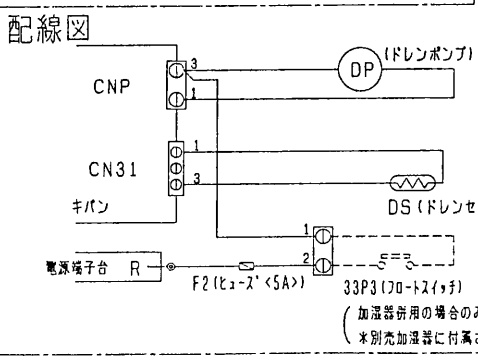 配線図
CNP
3
DP
(ドレンポンプ)
1
CN31
1
3
キバン
DS(ドレンセ
電源端子台 R
F2(ヒューズ<5A>)
1
2
33P3(フロートスイッチ)
加湿器併用の場合のみ
*別売加湿器に付属